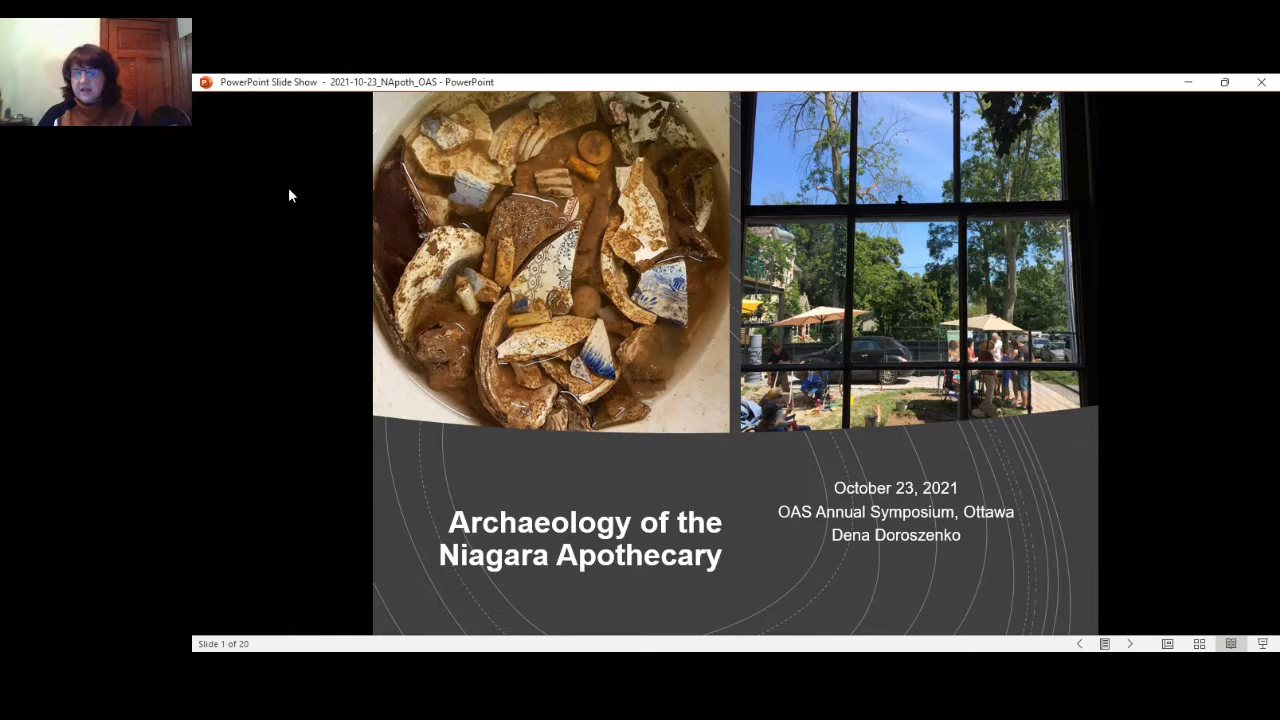 PowerPoint Slide Show - 2021-10-23_NApoth_OAS - PowerPoint
October 23, 2021
OAS Annual Symposium, Ottawa
Dena Doroszenko
Archaeology of the
Niagara Apothecary
Slide 1 of 20